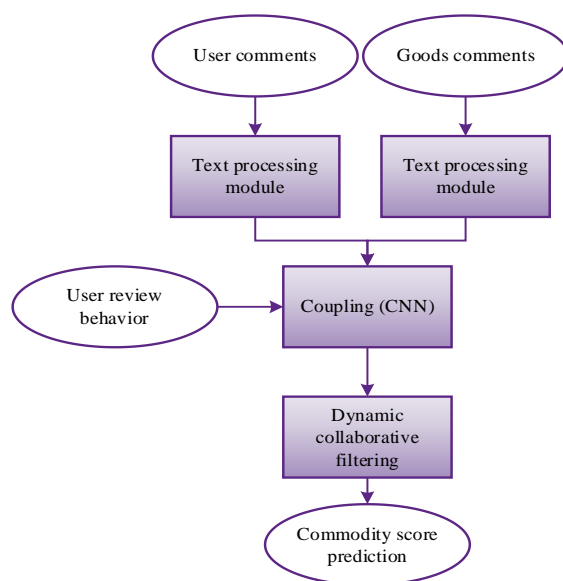 User comments
Goods comments
Text processing
module
Text processing
module
User review
behavior
Coupling (CNN)
Dynamic
collaborative
filtering
Commodity score
prediction